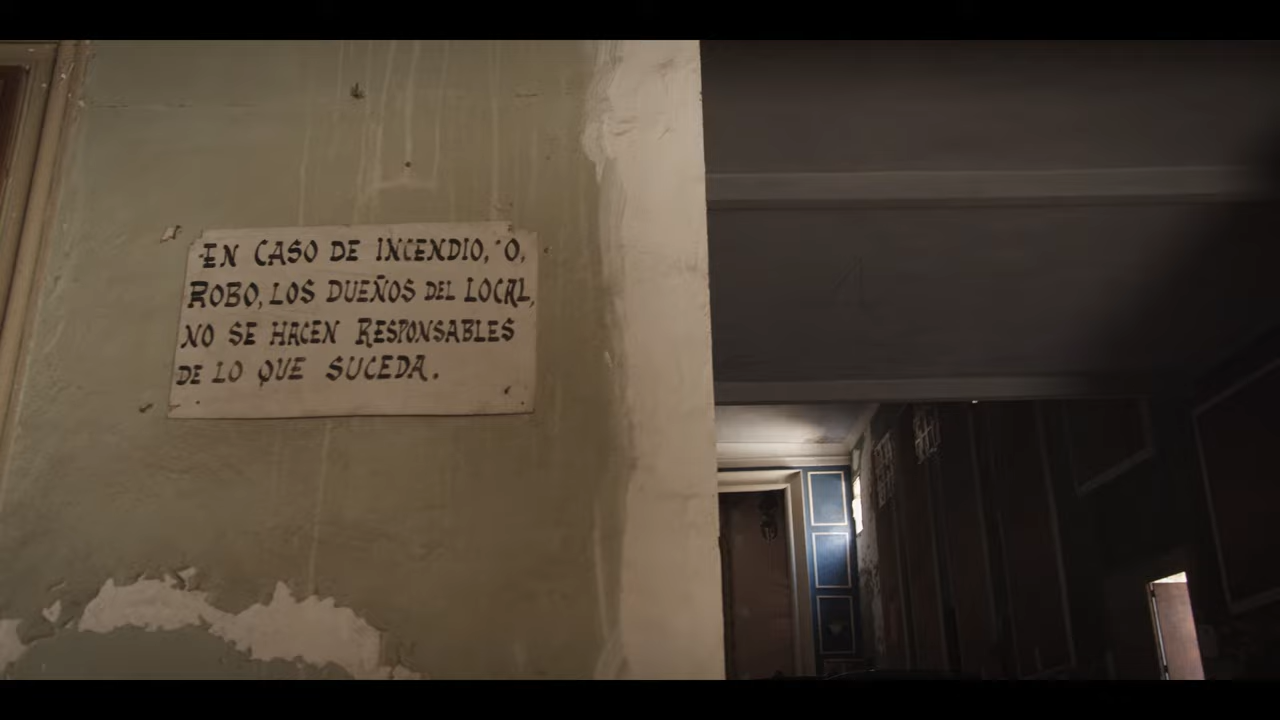 EN CASO DE INCENDIO, O,
ROBO, LOS DUEÑOS DEL LOCAL,
NO SE HACEN RESPONSABLES
DE LO QUE SUCEDA.